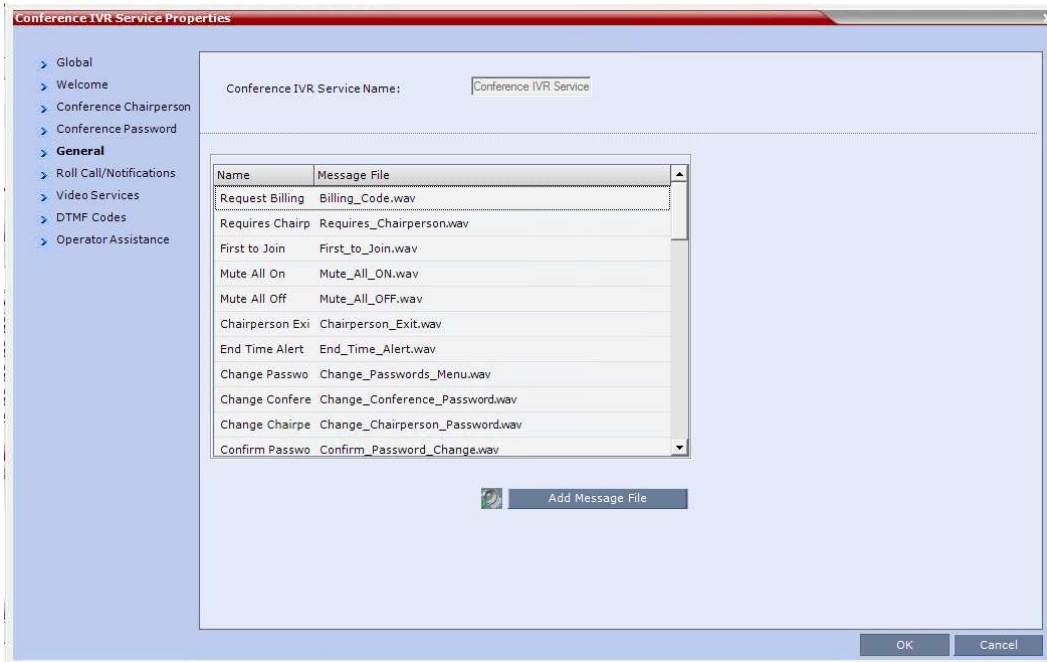 Conference IVR Service Properties
Global
Welcome
Conference Chairperson
Conference Password
General
Roll Call/Notifications
Video Services
DTMF Codes
Operator Assistance
Conference IVR Service Name: Conference IVR Service
Name Message File
Request Billing Billing_Code.wav
Requires Chairp Requires_Chairperson.wav
First to Join First_to_Join.wav
Mute All On Mute_All_ON.wav
Mute All Off Mute_All_OFF.wav
Chairperson Exi Chairperson_Exit.wav
End Time Alert End_Time_Alert.wav
Change Passwo Change_Passwords_Menu.wav
Change Confere Change_Conference_Password.wav
Change Chairpe Change_Chairperson_Password.wav
Confirm Passwo Confirm_Password_Change.wav
Add Message File
OK Cancel